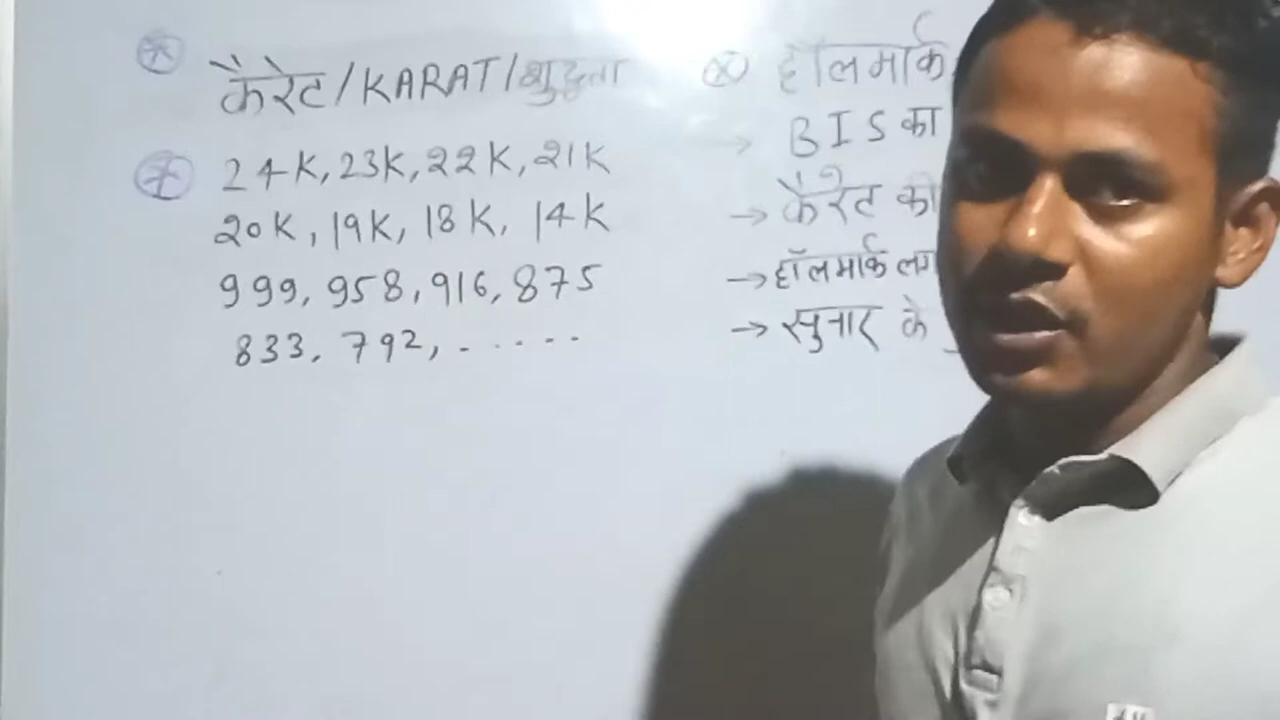 कैरेट/KARAT/शुद्धता
24K, 23K, 22K, 21K
20K, 19K, 18K, 14K
999, 958, 916, 875
833, 792, ......
हॉलमार्क
BIS का
→ कैरेट की
→ हॉलमार्क लग
→ सुनार के